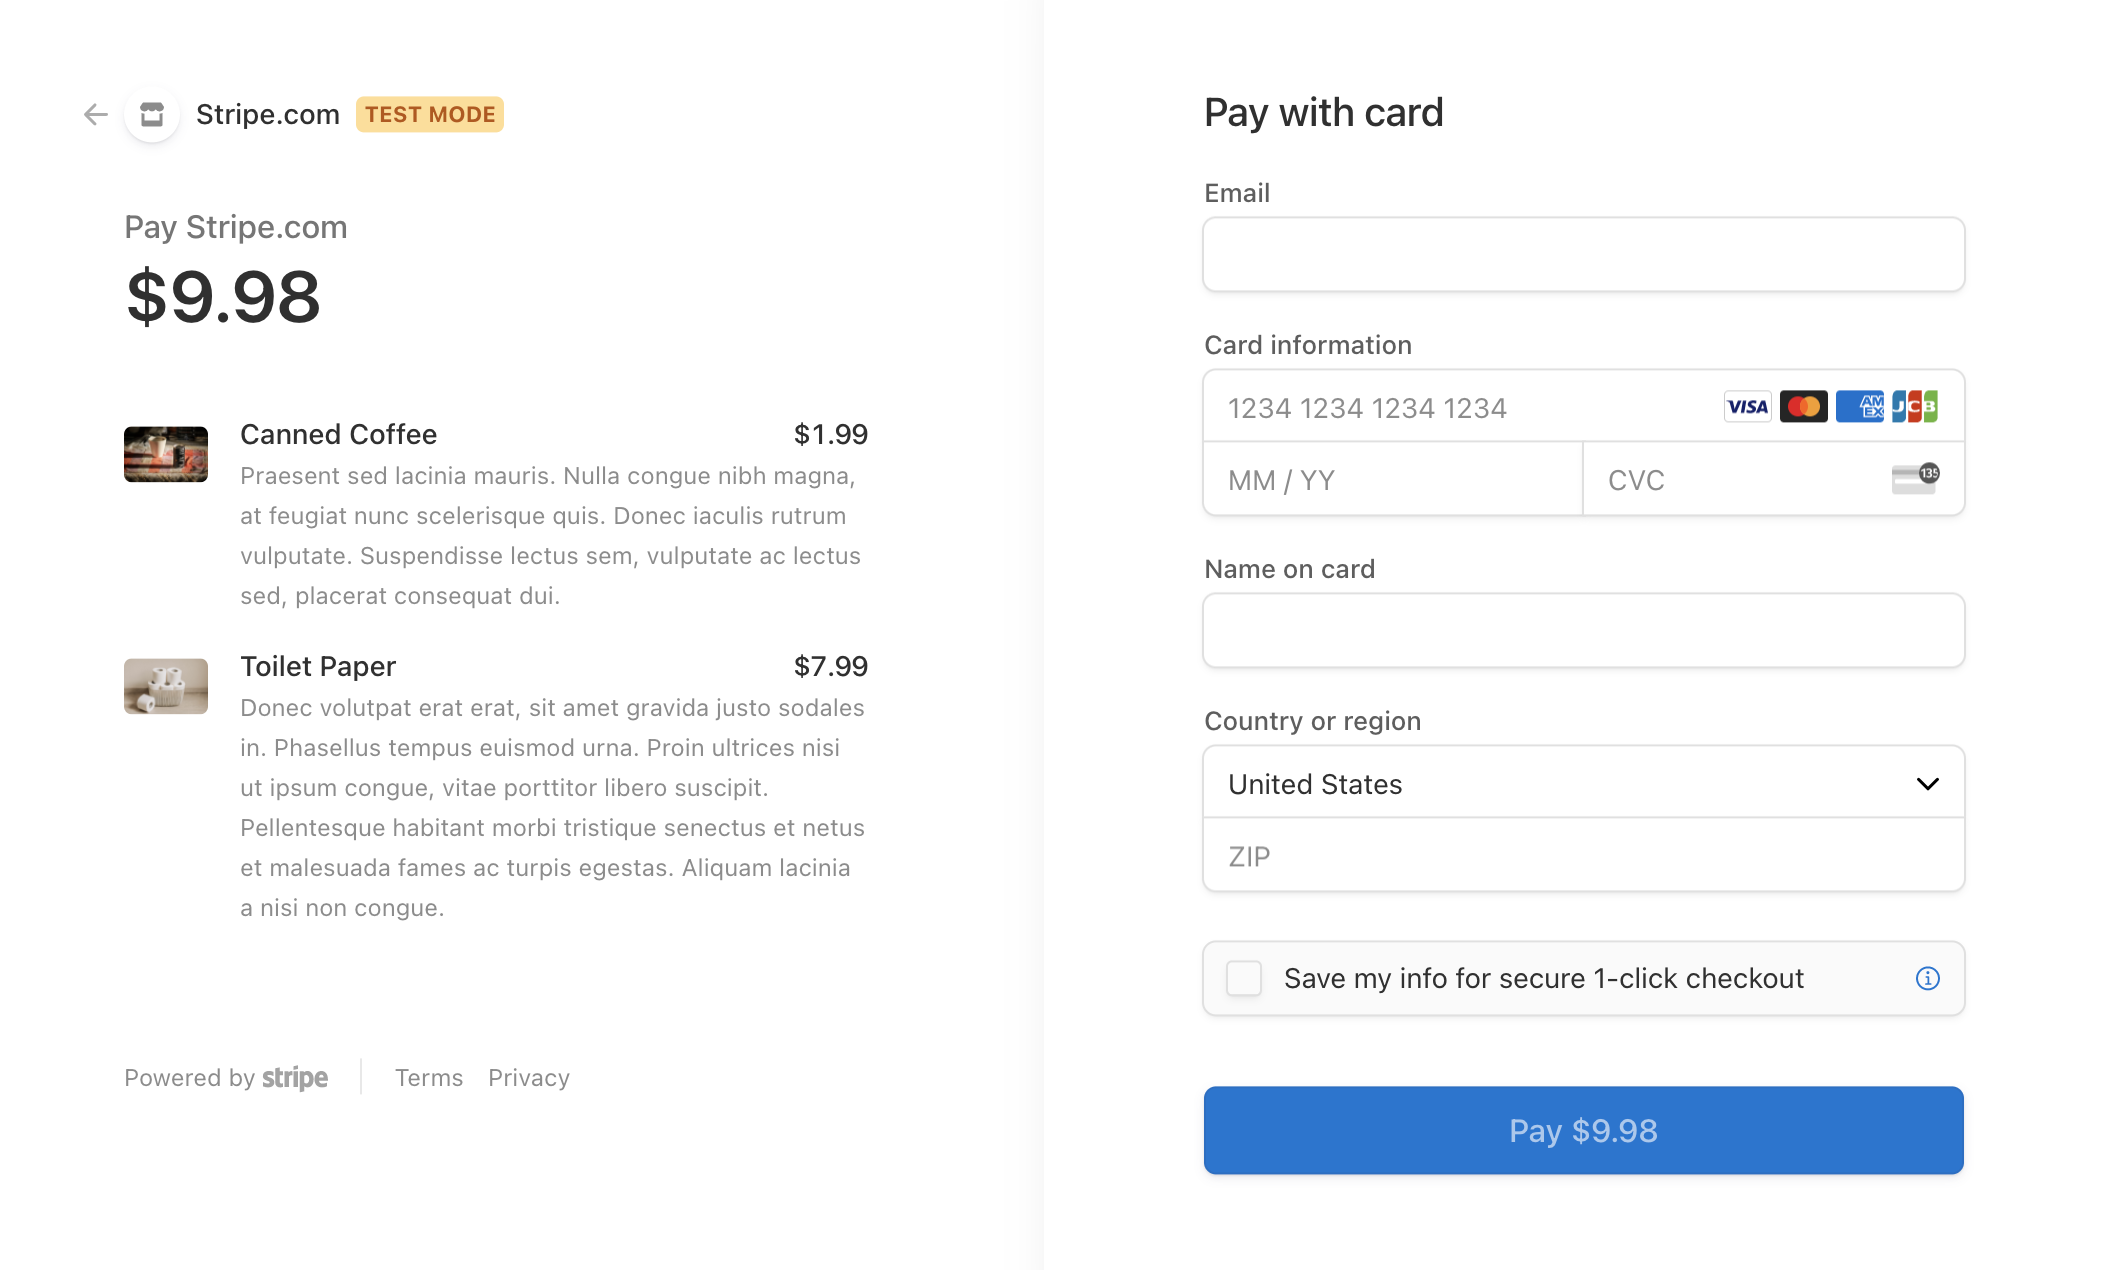 Stripe.com TEST MODE
Pay Stripe.com
$9.98
Canned Coffee $1.99
Praesent sed lacinia mauris. Nulla congue nibh magna,
at feugiat nunc scelerisque quis. Donec iaculis rutrum
vulputate. Suspendisse lectus sem, vulputate ac lectus
sed, placerat consequat dui.
Toilet Paper $7.99
Donec volutpat erat erat, sit amet gravida justo sodales
in. Phasellus tempus euismod urna. Proin ultrices nisi
ut ipsum congue, vitae porttitor libero suscipit.
Pellentesque habitant morbi tristique senectus et netus
et malesuada fames ac turpis egestas. Aliquam lacinia
a nisi non congue.
Powered by stripe Terms Privacy
Pay with card
Email
Card information
1234 1234 1234 1234 VISA AMEX JCB
MM / YY CVC 135
Name on card
Country or region
United States
ZIP
Save my info for secure 1-click checkout
Pay $9.98